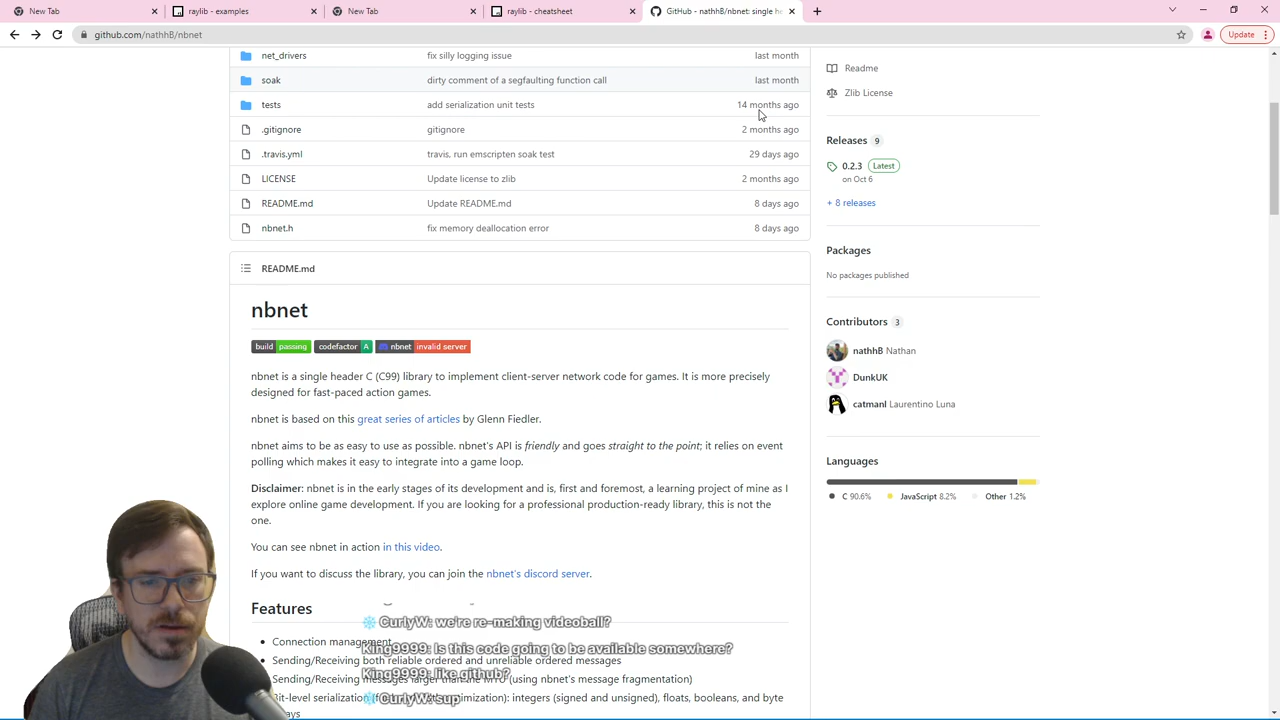 New Tab
raylib - examples
New Tab
raylib - cheatsheet
GitHub - nathhB/nbnet: single he
github.com/nathhB/nbnet
Update
net_drivers fix silly logging issue last month
soak dirty comment of a segfaulting function call last month
tests add serialization unit tests 14 months ago
.gitignore gitignore 2 months ago
.travis.yml travis, run emscripten soak test 29 days ago
LICENSE Update license to zlib 2 months ago
README.md Update README.md 8 days ago
nbnet.h fix memory deallocation error 8 days ago
README.md
nbnet
build passing codefactor A nbnet invalid server
nbnet is a single header C (C99) library to implement client-server network code for games. It is more precisely
designed for fast-paced action games.
nbnet is based on this great series of articles by Glenn Fiedler.
nbnet aims to be as easy to use as possible. nbnet's API is friendly and goes straight to the point; it relies on event
polling which makes it easy to integrate into a game loop.
Disclaimer: nbnet is in the early stages of its development and is, first and foremost, a learning project of mine as I
explore online game development. If you are looking for a professional production-ready library, this is not the
one.
You can see nbnet in action in this video.
If you want to discuss the library, you can join the nbnet's discord server.
Features
CurlyW: we're re-making videoball?
Connection management
King9999: Is this code going to be available somewhere?
Sending/Receiving both reliable ordered and unreliable ordered messages
King9999: like github?
Sending/Receiving messages larger than the MTU (using nbnet's message fragmentation)
CurlyW: sup
integers (signed and unsigned), floats, booleans, and byte
Readme
Zlib License
Releases 9
0.2.3 Latest
on Oct 6
+ 8 releases
Packages
No packages published
Contributors 3
nathhB Nathan
DunkUK
catmanl Laurentino Luna
Languages
C 90.6% JavaScript 8.2% Other 1.2%